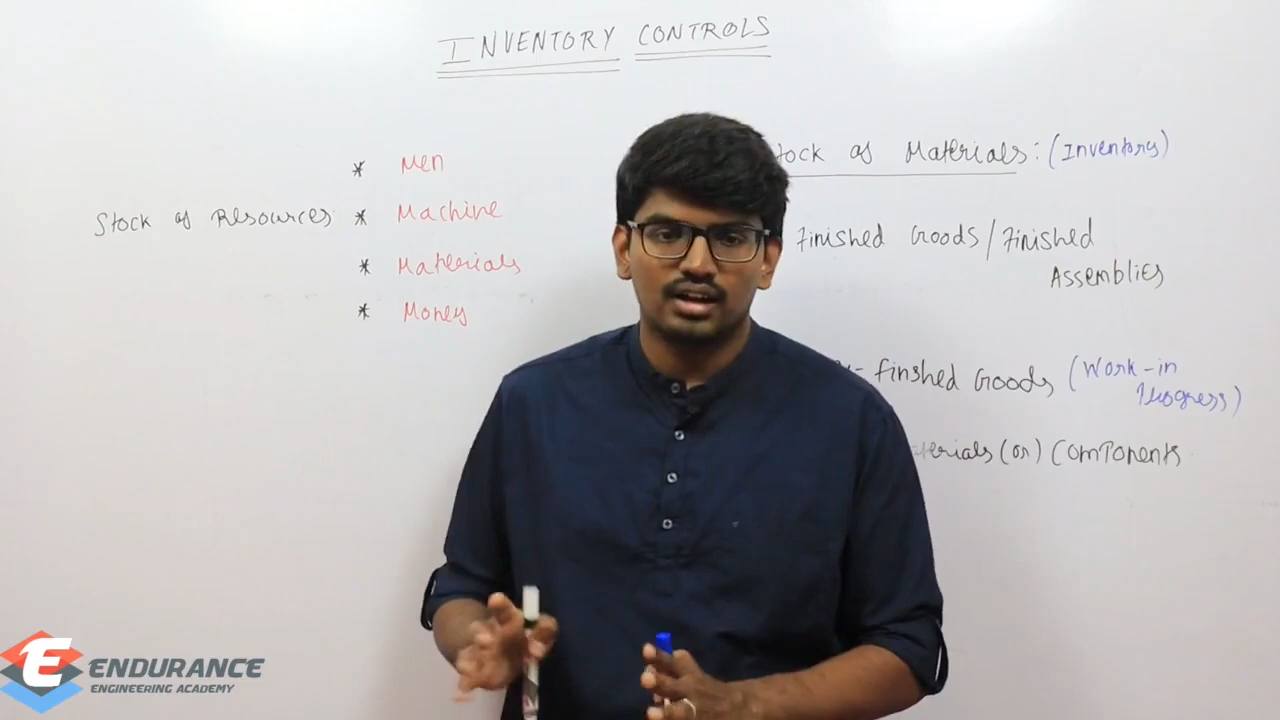 INVENTORY CONTROLS
* Men
Stock of Resources * Machine
* Materials
* Money
tock of Materials: (Inventory)
Finished Goods/Finished
Assemblies
- finshed Goods (Work-in
Progress)
aterials (or) Components
ENDURANCE
ENGINEERING ACADEMY